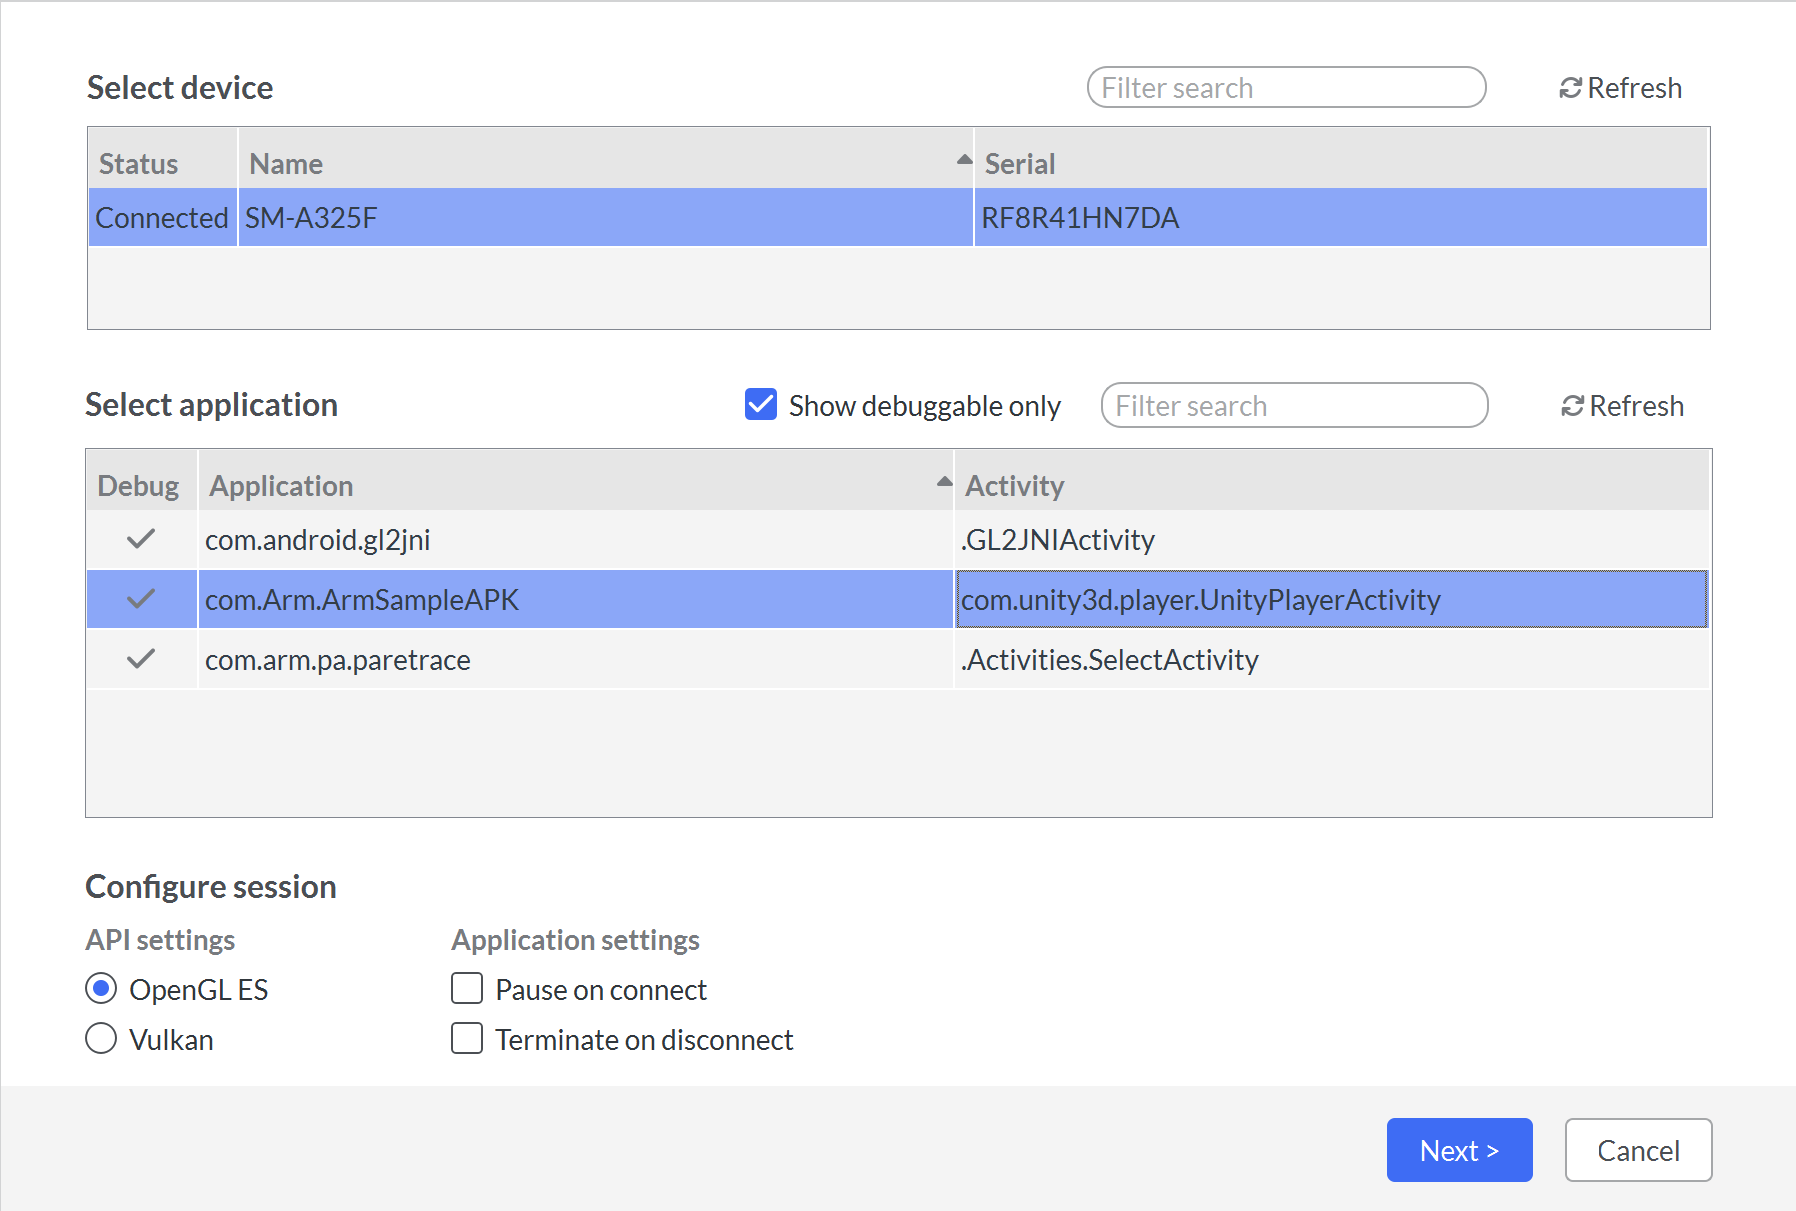 Select device
Filter search
Refresh
Status Name Serial
Connected SM-A325F RF8R41HN7DA
Select application
Show debuggable only
Filter search
Refresh
Debug Application Activity
com.android.gl2jni .GL2JNIActivity
com.Arm.ArmSampleAPK com.unity3d.player.UnityPlayerActivity
com.arm.pa.paretrace .Activities.SelectActivity
Configure session
API settings Application settings
OpenGL ES Pause on connect
Vulkan Terminate on disconnect
Next > Cancel